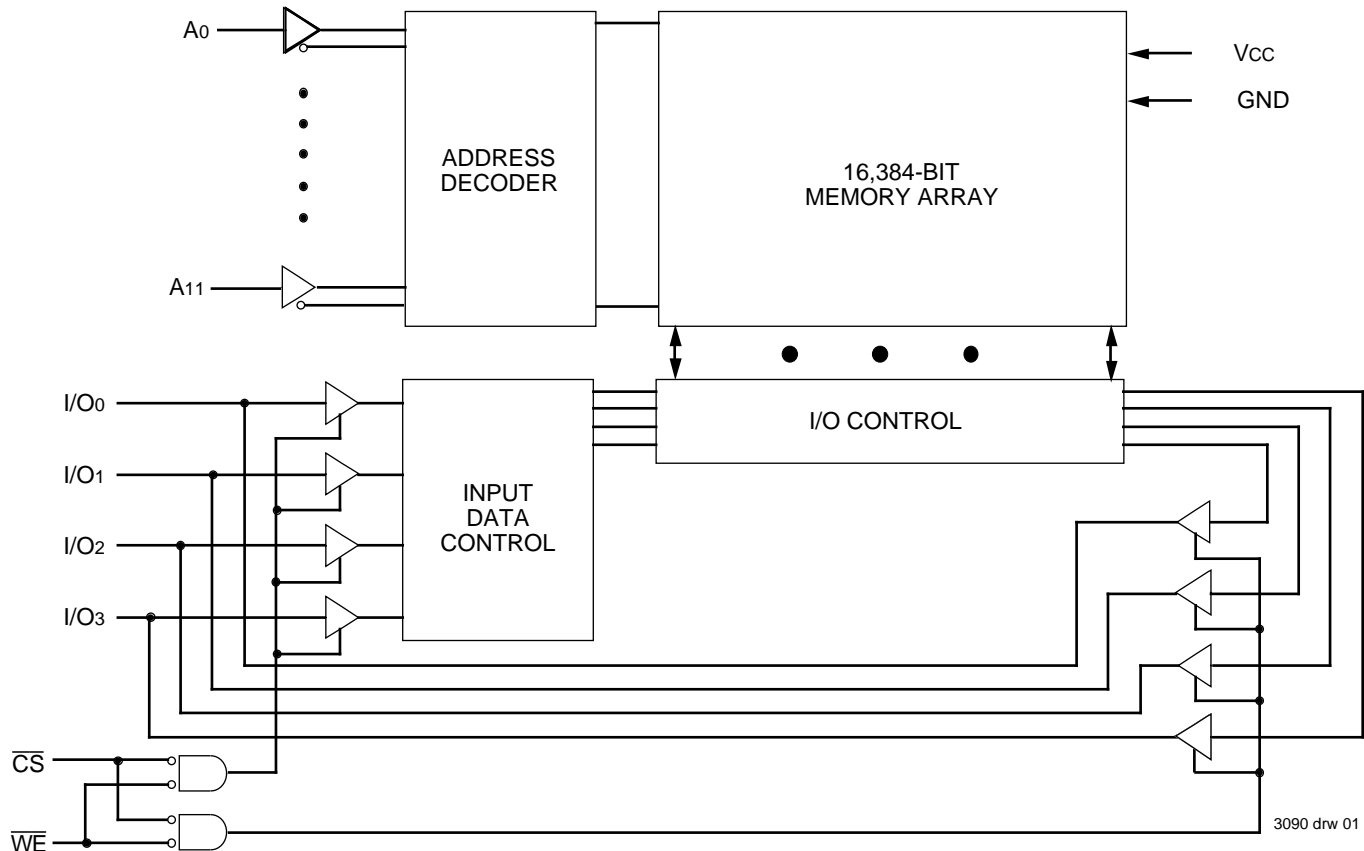 A0
VCC
GND
ADDRESS
DECODER
16,384-BIT
MEMORY ARRAY
A11
I/O0
I/O CONTROL
I/O1
INPUT
DATA
CONTROL
I/O2
I/O3
CS
WE
3090 drw 01